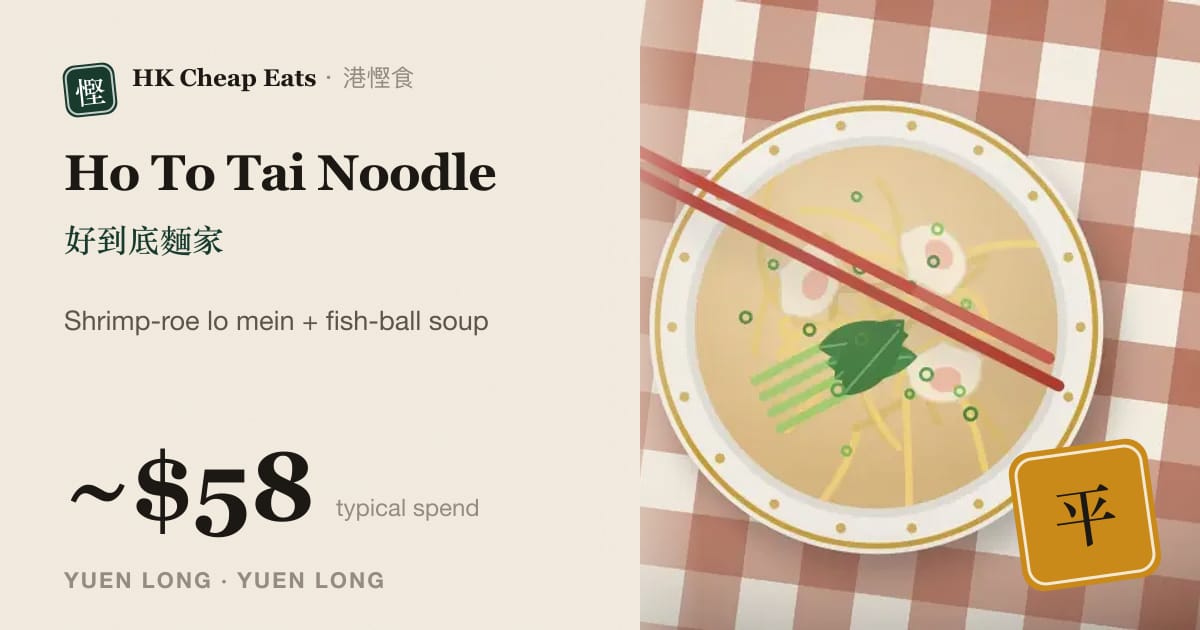 慳
HK Cheap Eats · 港慳食
Ho To Tai Noodle
好到底麵家
Shrimp-roe lo mein + fish-ball soup
~$58 typical spend
YUEN LONG · YUEN LONG
平